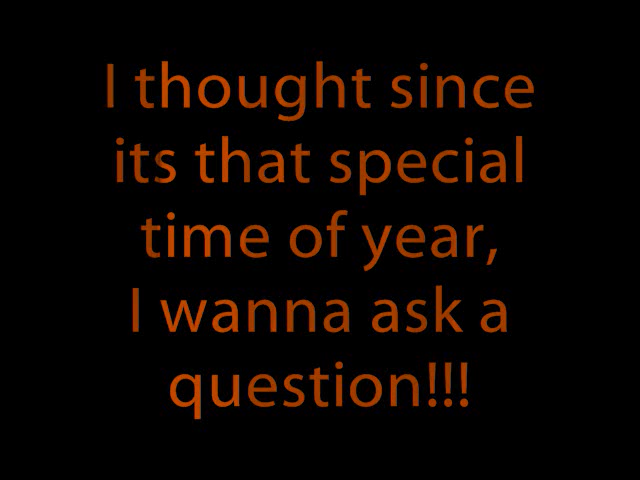 I thought since
its that special
time of year,
I wanna ask a
question!!!